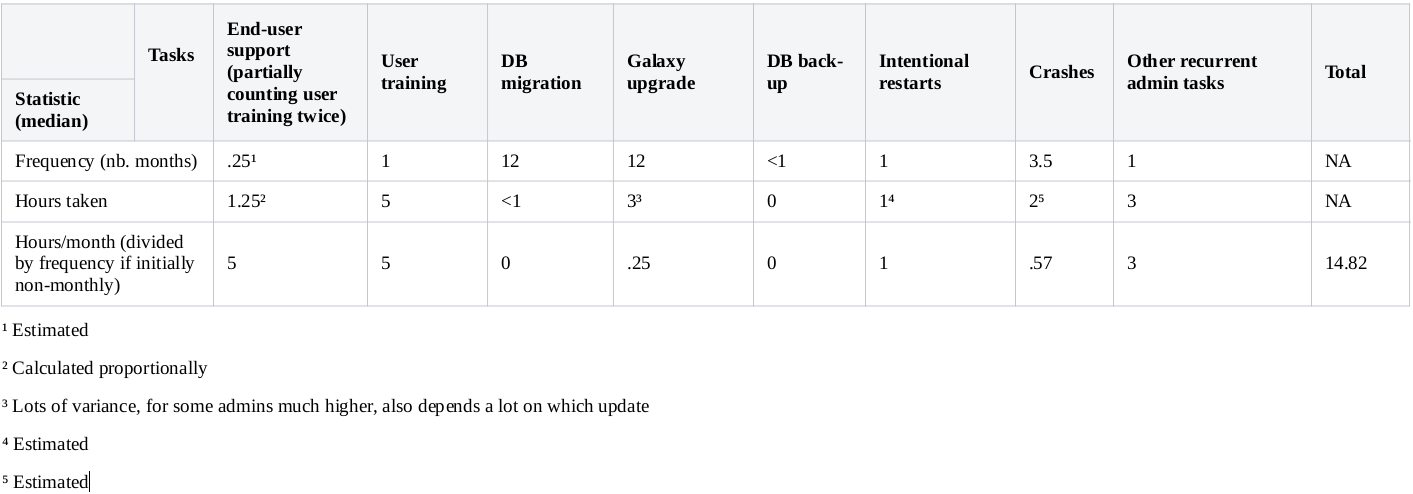 Tasks
Statistic
(median)
End-user
support
(partially
counting user
training twice)
User
training
DB
migration
Galaxy
upgrade
DB back-
up
Intentional
restarts
Crashes
Other recurrent
admin tasks
Total
Frequency (nb. months) .25¹ 1 12 12 <1 1 3.5 1 NA
Hours taken 1.25² 5 <1 3³ 0 1⁴ 2⁵ 3 NA
Hours/month (divided
by frequency if initially
non-monthly)
5 5 0 .25 0 1 .57 3 14.82
¹ Estimated
² Calculated proportionally
³ Lots of variance, for some admins much higher, also depends a lot on which update
⁴ Estimated
⁵ Estimated